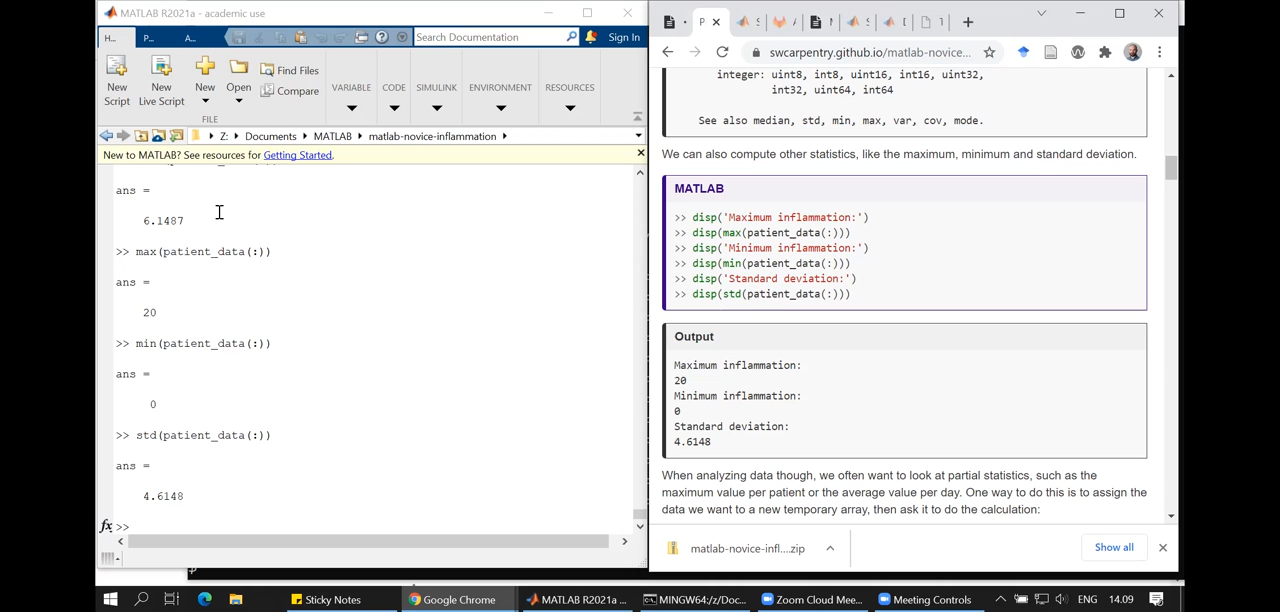 MATLAB R2021a - academic use
H...
P...
A...
Search Documentation
Sign In
New
Script
New
Live Script
New
Open
Find Files
Compare
FILE
VARIABLE
CODE
SIMULINK
ENVIRONMENT
RESOURCES
Z: Documents MATLAB matlab-novice-inflammation
New to MATLAB? See resources for Getting Started.
ans =
6.1487
>> max(patient_data(:))
ans =
20
>> min(patient_data(:))
ans =
0
>> std(patient_data(:))
ans =
4.6148
fx >>
P
swcarpentry.github.io/matlab-novice...
integer: uint8, int8, uint16, int16, uint32,
int32, uint64, int64
See also median, std, min, max, var, cov, mode.
We can also compute other statistics, like the maximum, minimum and standard deviation.
MATLAB
>> disp('Maximum inflammation:')
>> disp(max(patient_data(:)))
>> disp('Minimum inflammation:')
>> disp(min(patient_data(:)))
>> disp('Standard deviation:')
>> disp(std(patient_data(:)))
Output
Maximum inflammation:
20
Minimum inflammation:
0
Standard deviation:
4.6148
When analyzing data though, we often want to look at partial statistics, such as the
maximum value per patient or the average value per day. One way to do this is to assign the
data we want to a new temporary array, then ask it to do the calculation:
matlab-novice-infl....zip
Show all
Sticky Notes
Google Chrome
MATLAB R2021a ...
MINGW64:/z/Doc...
Zoom Cloud Mee...
Meeting Controls
ENG
14.09